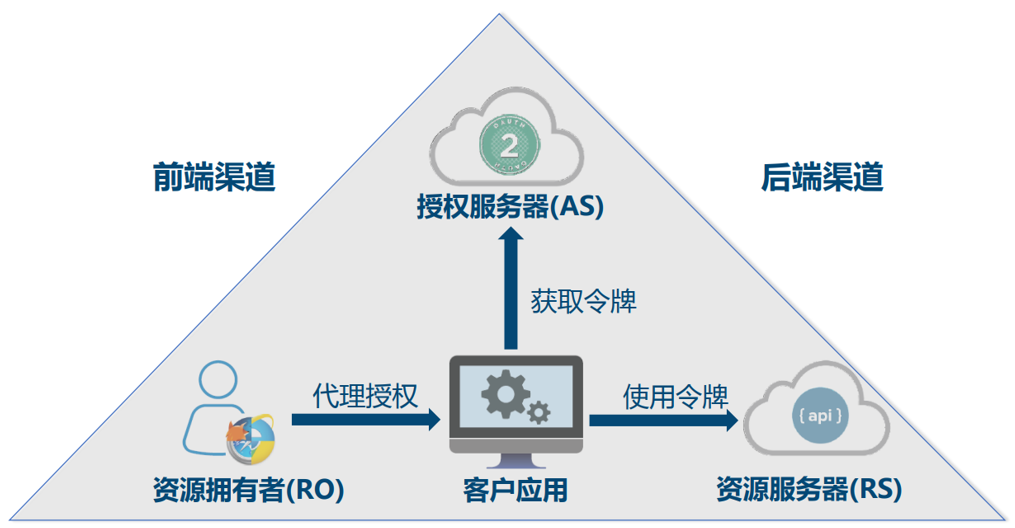 OAUTH
2
前端渠道
后端渠道
授权服务器(AS)
获取令牌
代理授权
使用令牌
{ api }
资源拥有者(RO)
客户应用
资源服务器(RS)